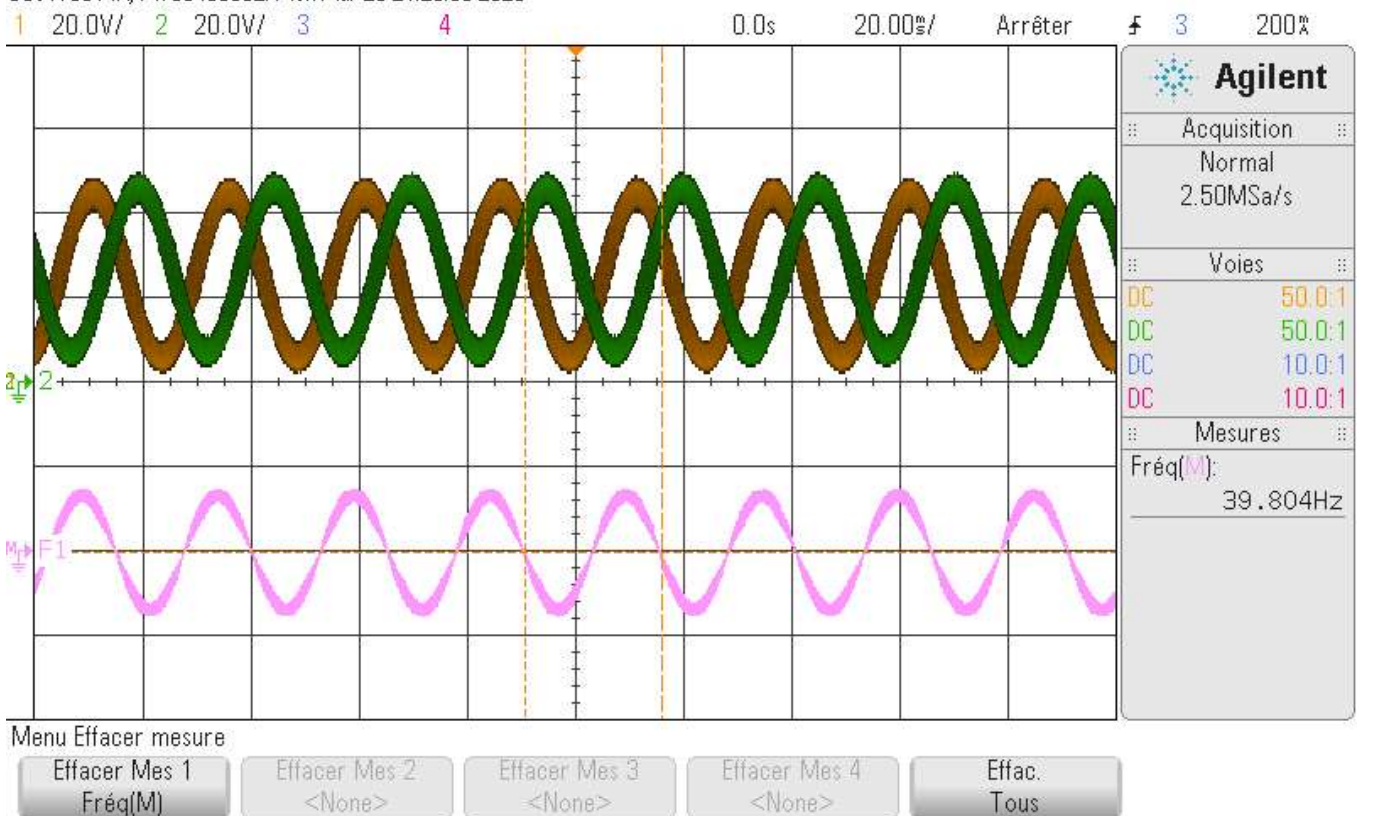 1 20.0V/ 2 20.0V/ 3 4 0.0s 20.00ms/ Arrêter 3 200
Agilent
Acquisition
Normal
2.50MSa/s
Voies
DC 50.0:1
DC 50.0:1
DC 10.0:1
DC 10.0:1
Mesures
Fréq(M):
39.804Hz
2
M F1
Menu Effacer mesure
Effacer Mes 1
Fréq(M)
Effacer Mes 2
<None>
Effacer Mes 3
<None>
Effacer Mes 4
<None>
Effac.
Tous